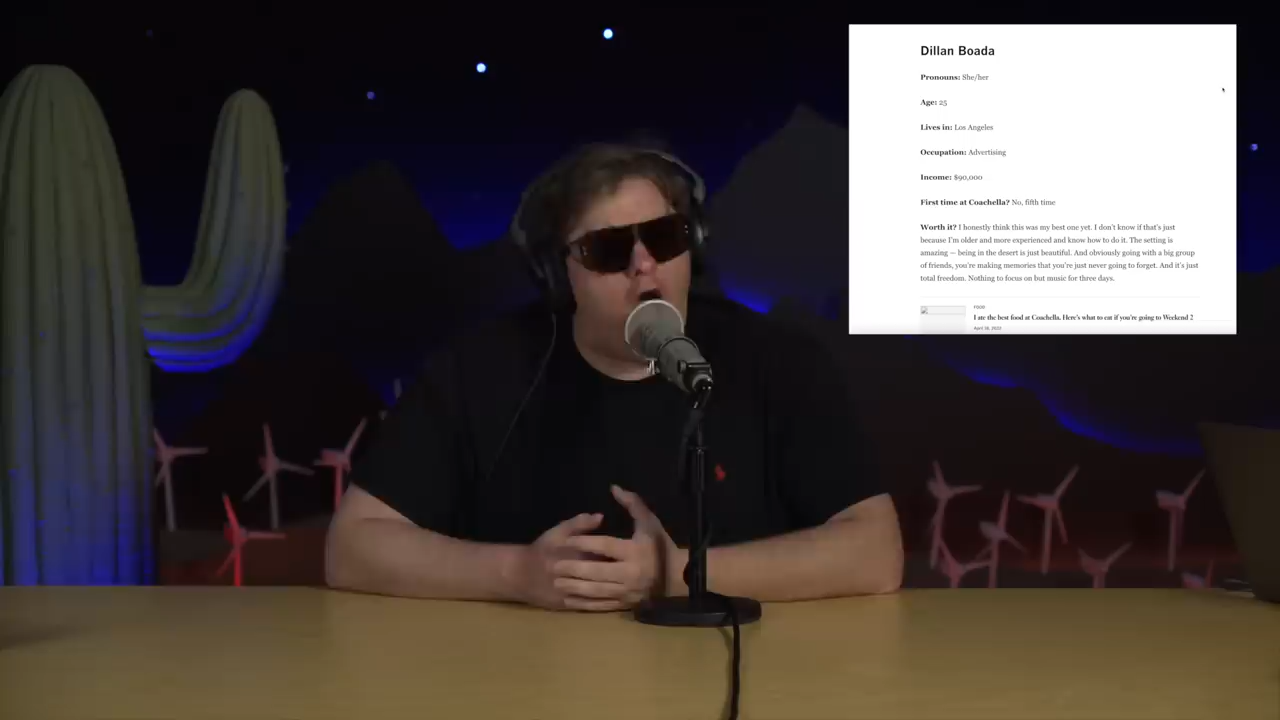 Dillan Boada
Pronouns: She/her
Age: 25
Lives in: Los Angeles
Occupation: Advertising
Income: $90,000
First time at Coachella? No, fifth time
Worth it? I honestly think this was my best one yet. I don't know if that's just
because I'm older and more experienced and know how to do it. The setting is
amazing — being in the desert is just beautiful. And obviously going with a big group
of friends, you're making memories that you're just never going to forget. And it's just
total freedom. Nothing to focus on but music for three days.
FOOD
I ate the best food at Coachella. Here's what to eat if you're going to Weekend 2